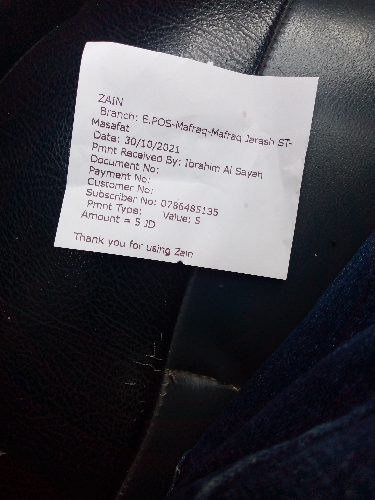 ZAIN
Branch: E.POS-Mafraq-Mafraq Jarash ST-
Masafat
Date: 30/10/2021
Pmnt Received By: Ibrahim Al Sayah
Document No:
Payment No:
Customer No:
Subscriber No: 0786485135
Pmnt Type: Value: 5
Amount = 5 JD
Thank you for using Zain